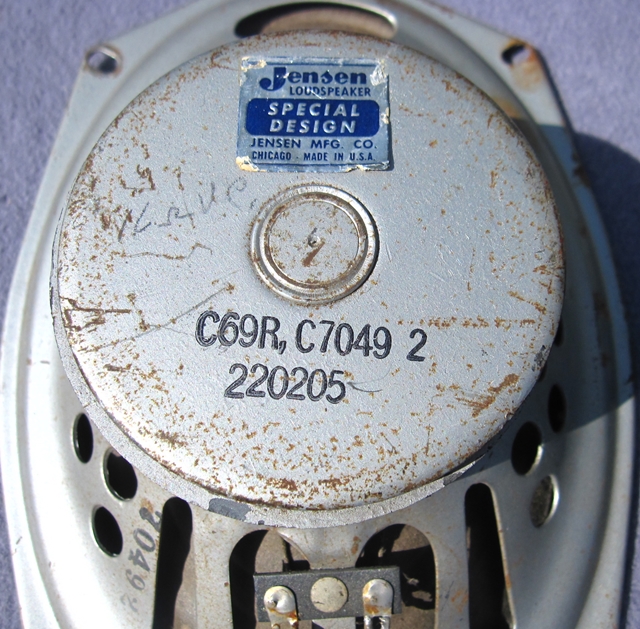 Jensen
LOUDSPEAKER
SPECIAL
DESIGN
JENSEN MFG. CO.
CHICAGO - MADE IN U.S.A.
C69R, C7049 2
220205